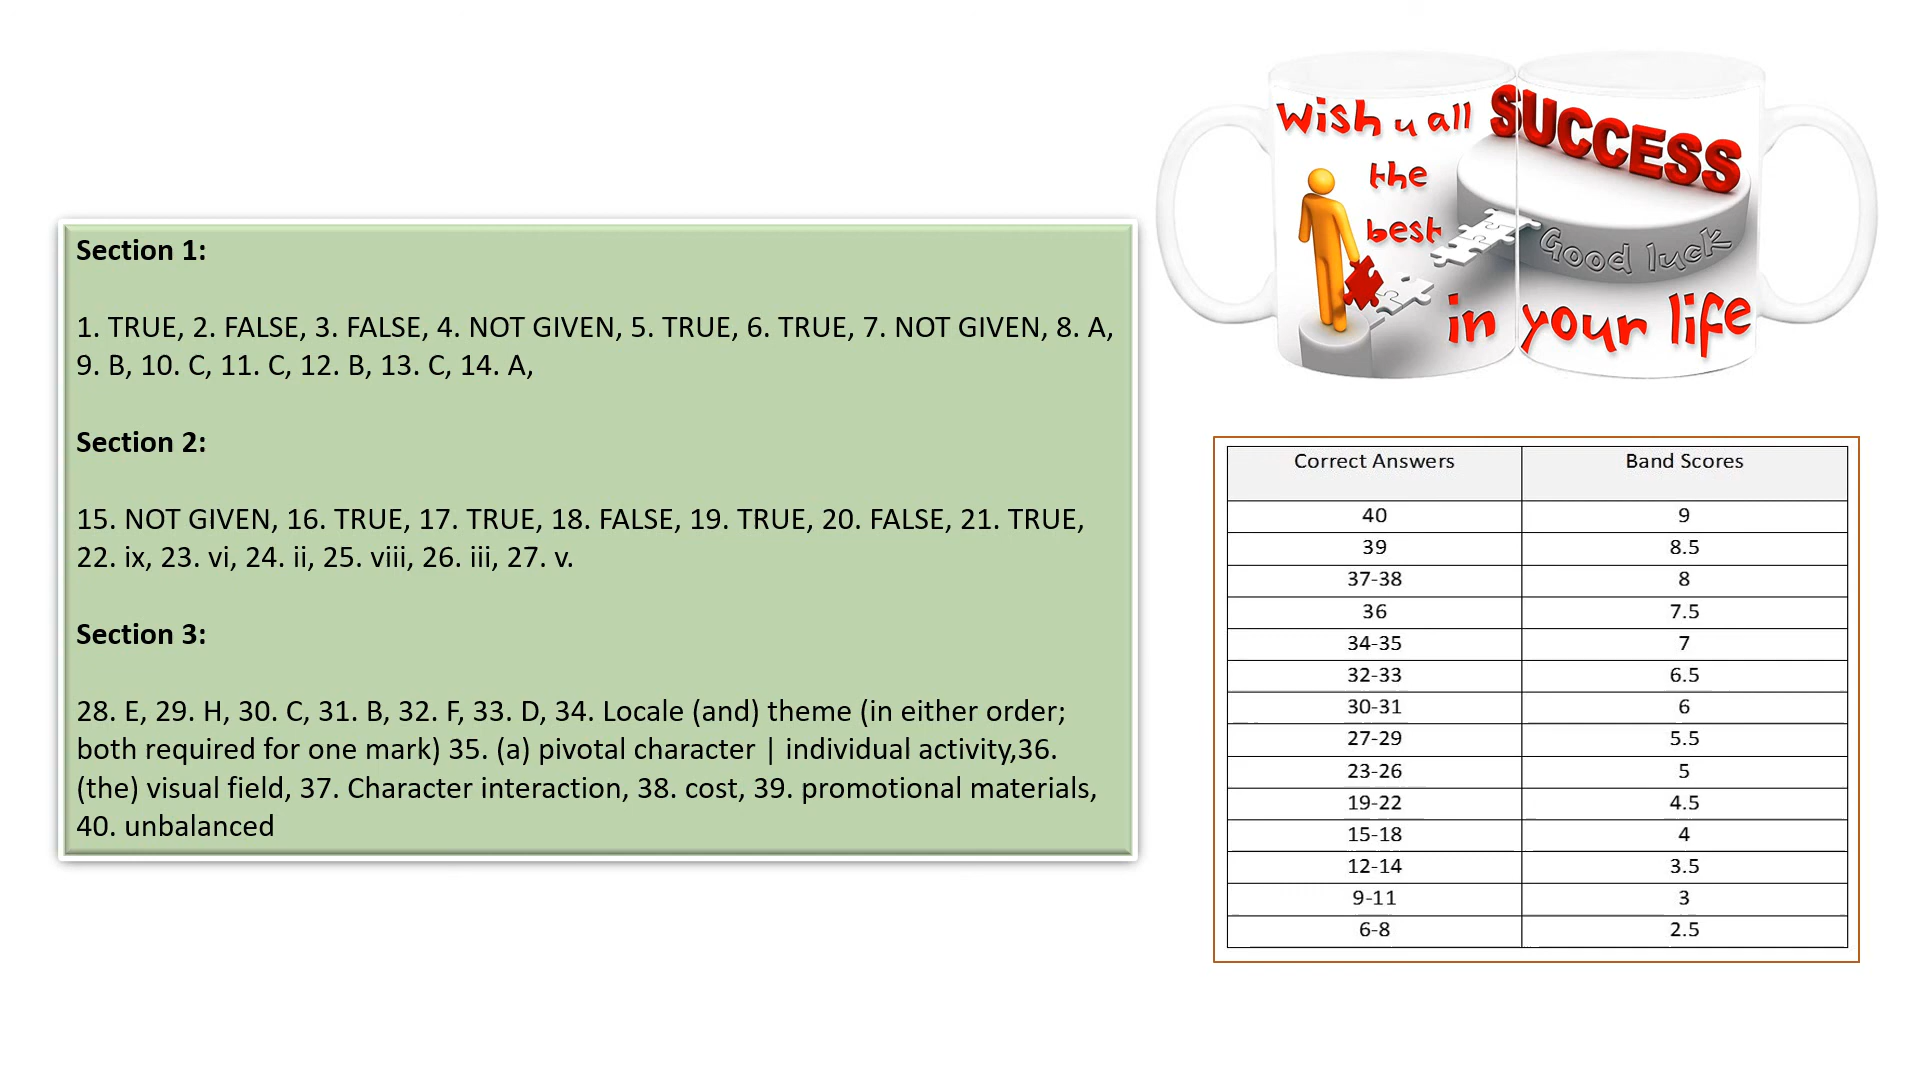 Section 1:
1. TRUE, 2. FALSE, 3. FALSE, 4. NOT GIVEN, 5. TRUE, 6. TRUE, 7. NOT GIVEN, 8. A,
9. B, 10. C, 11. C, 12. B, 13. C, 14. A,
Section 2:
15. NOT GIVEN, 16. TRUE, 17. TRUE, 18. FALSE, 19. TRUE, 20. FALSE, 21. TRUE,
22. ix, 23. vi, 24. ii, 25. viii, 26. iii, 27. v.
Section 3:
28. E, 29. H, 30. C, 31. B, 32. F, 33. D, 34. Locale (and) theme (in either order;
both required for one mark) 35. (a) pivotal character | individual activity,36.
(the) visual field, 37. Character interaction, 38. cost, 39. promotional materials,
40. unbalanced
Wish u all SUCCESS
the
best
Good luck
in your life
Correct Answers Band Scores
40 9
39 8.5
37-38 8
36 7.5
34-35 7
32-33 6.5
30-31 6
27-29 5.5
23-26 5
19-22 4.5
15-18 4
12-14 3.5
9-11 3
6-8 2.5